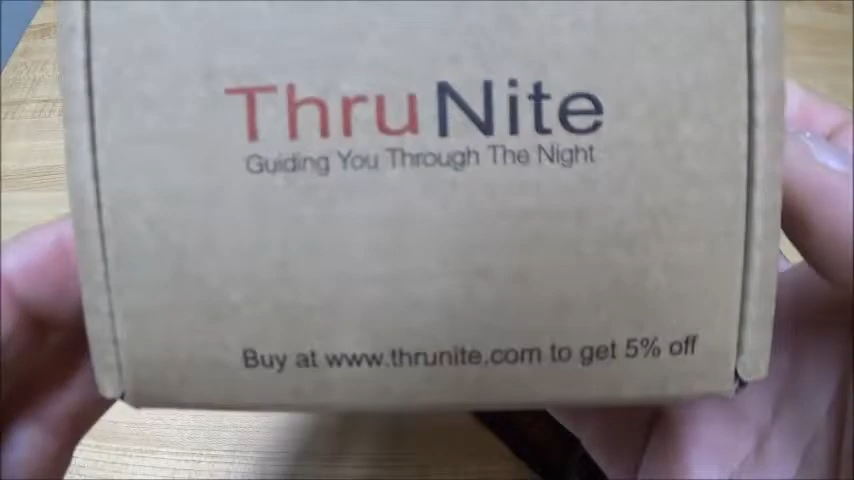 ThruNite
Guiding You Through The Night
Buy at www.thrunite.com to get 5% off